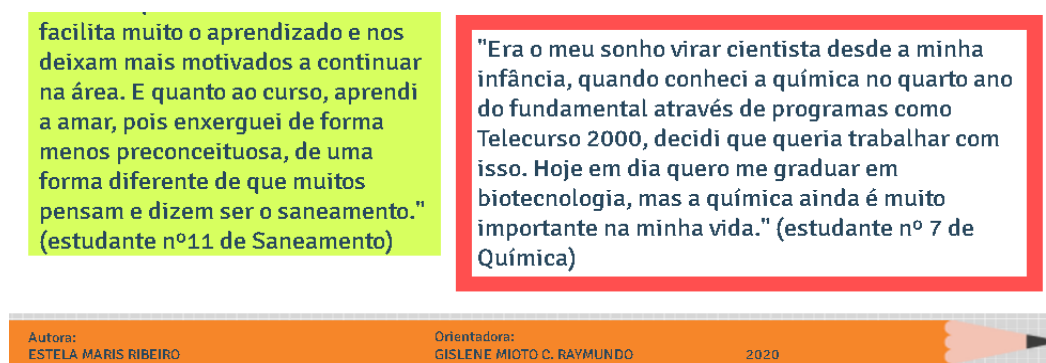 facilita muito o aprendizado e nos
deixam mais motivados a continuar
na área. E quanto ao curso, aprendi
a amar, pois enxerguei de forma
menos preconceituosa, de uma
forma diferente de que muitos
pensam e dizem ser o saneamento."
(estudante nº11 de Saneamento)
"Era o meu sonho virar cientista desde a minha
infância, quando conheci a química no quarto ano
do fundamental através de programas como
Telecurso 2000, decidi que queria trabalhar com
isso. Hoje em dia quero me graduar em
biotecnologia, mas a química ainda é muito
importante na minha vida." (estudante nº 7 de
Química)
Autora:
ESTELA MARIS RIBEIRO
Orientadora:
GISLENE MIOTO C. RAYMUNDO
2020